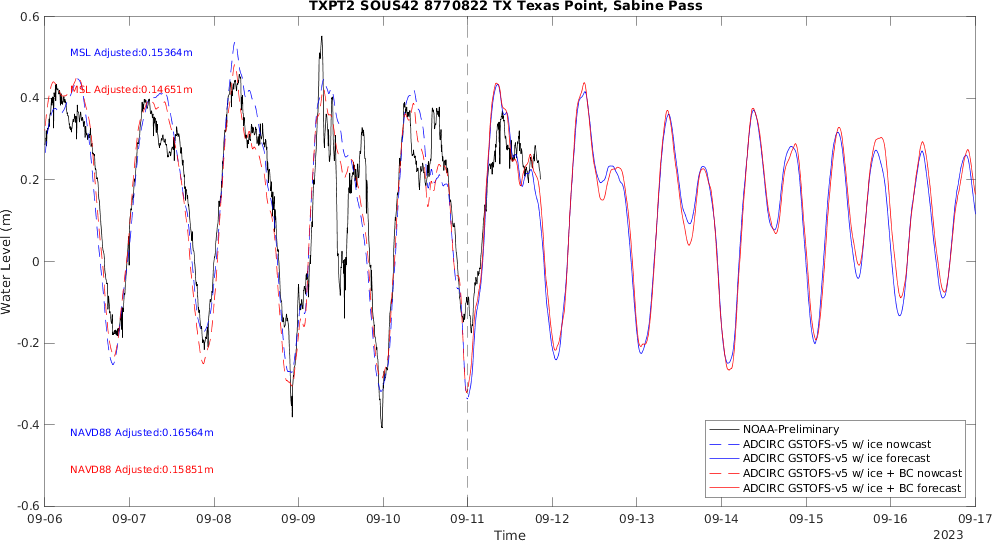 TXPT2 SOUS42 8770822 TX Texas Point, Sabine Pass
0.6
0.4
0.2
0
-0.2
-0.4
-0.6
Water Level (m)
MSL Adjusted:0.15364m
MSL Adjusted:0.14651m
NAVD88 Adjusted:0.16564m
NAVD88 Adjusted:0.15851m
NOAA-Preliminary
ADCIRC GSTOFS-v5 w/ ice nowcast
ADCIRC GSTOFS-v5 w/ ice forecast
ADCIRC GSTOFS-v5 w/ ice + BC nowcast
ADCIRC GSTOFS-v5 w/ ice + BC forecast
09-06 09-07 09-08 09-09 09-10 09-11 09-12 09-13 09-14 09-15 09-16 09-17
Time
2023